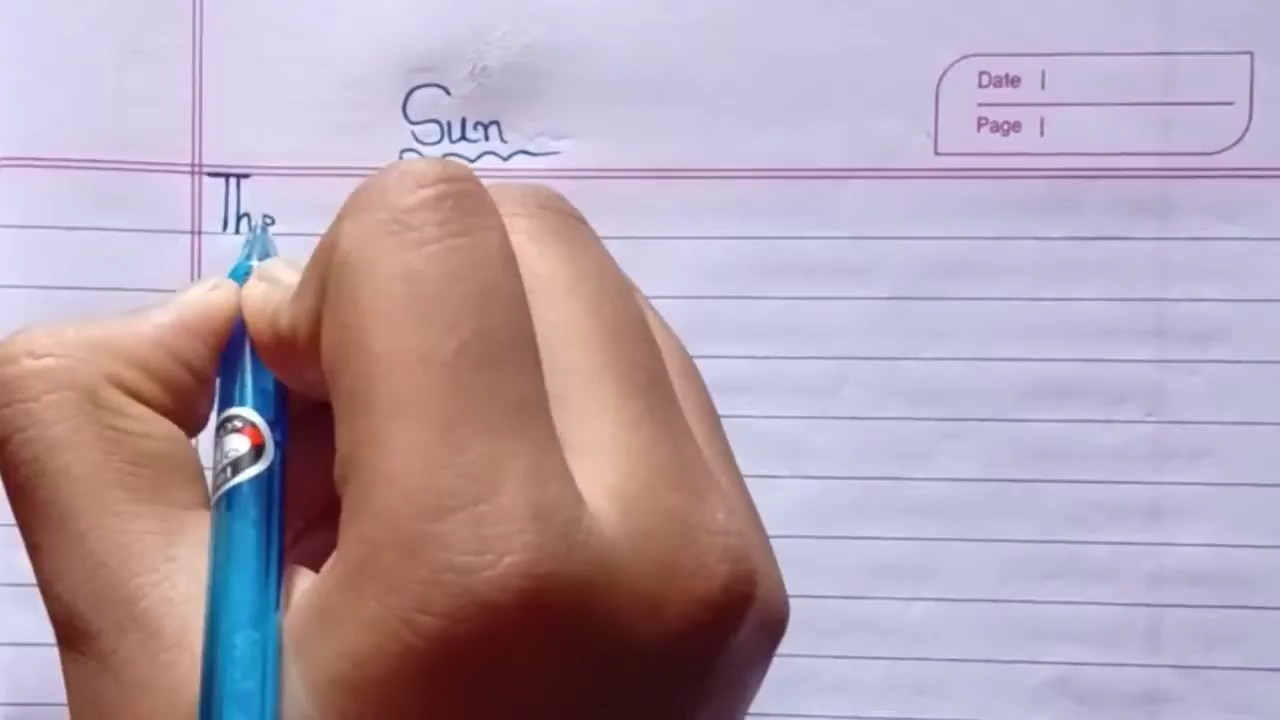 Sun
Date |
Page |
The